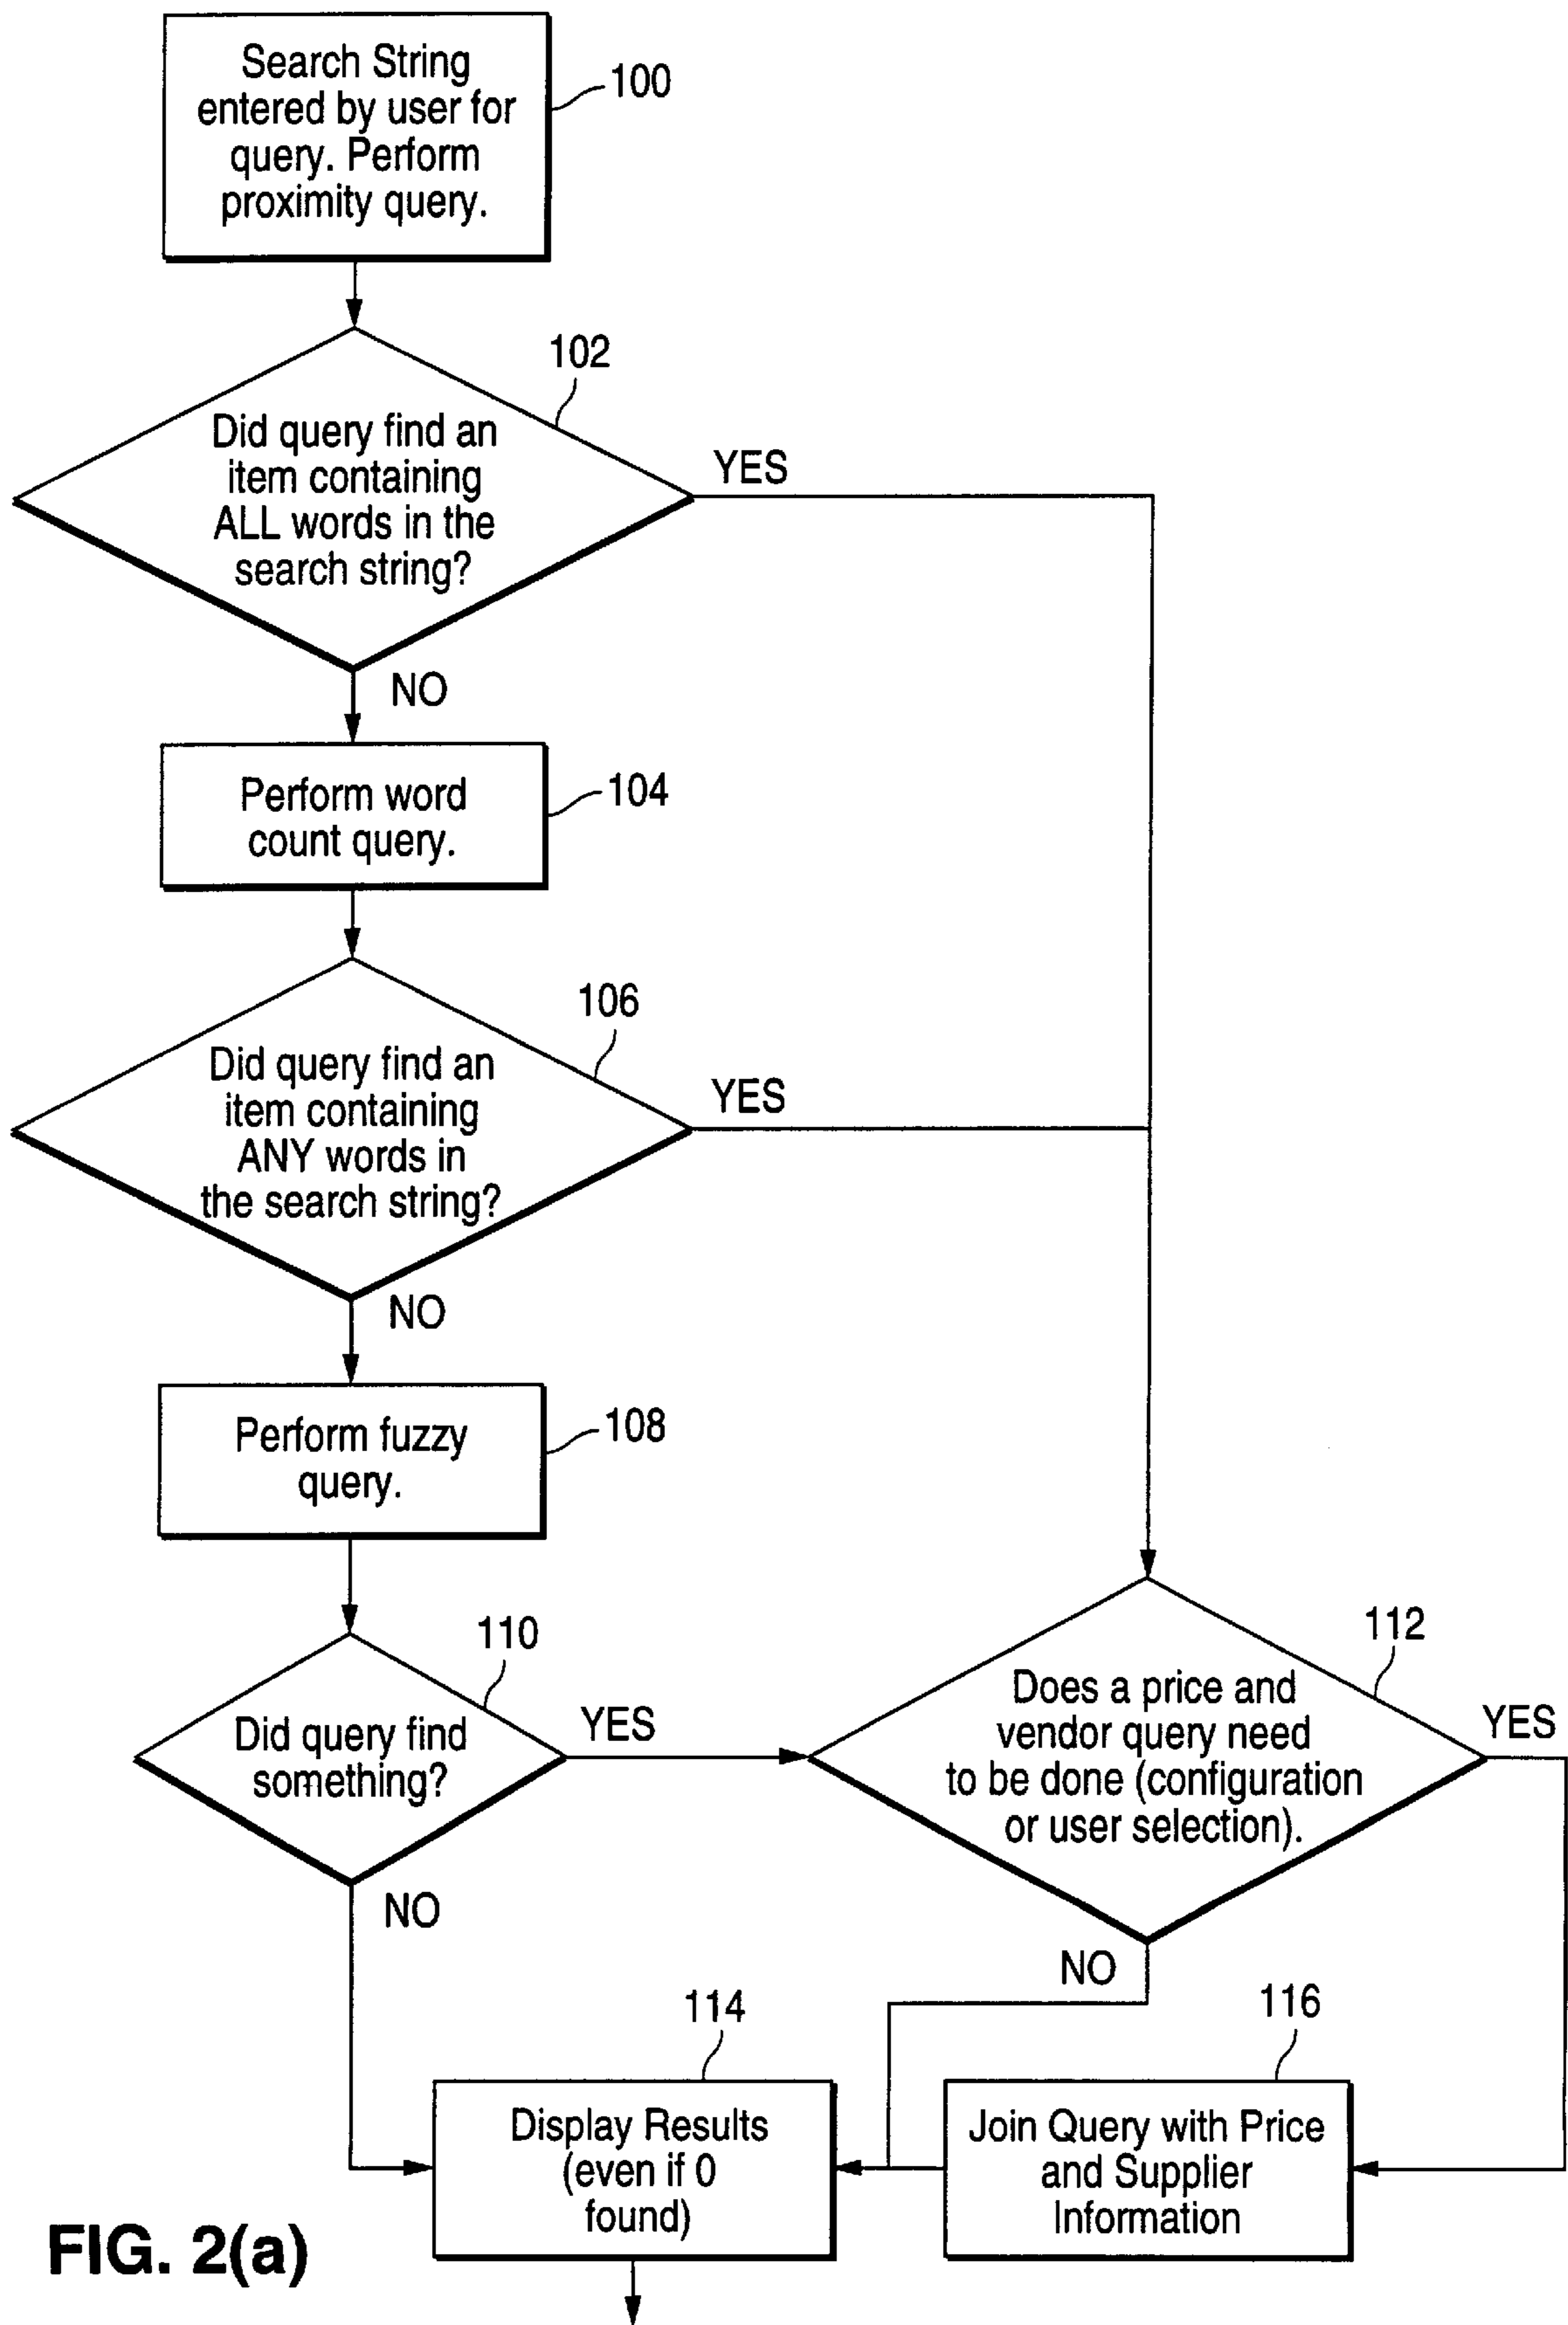 Search String
entered by user for
query. Perform
proximity query.
100
102
Did query find an
item containing
ALL words in the
search string?
YES
NO
Perform word
count query.
104
106
Did query find an
item containing
ANY words in
the search string?
YES
NO
Perform fuzzy
query.
108
110
Did query find
something?
YES
NO
112
Does a price and
vendor query need
to be done (configuration
or user selection).
YES
NO
114
Display Results
(even if 0
found)
116
Join Query with Price
and Supplier
Information
FIG. 2(a)